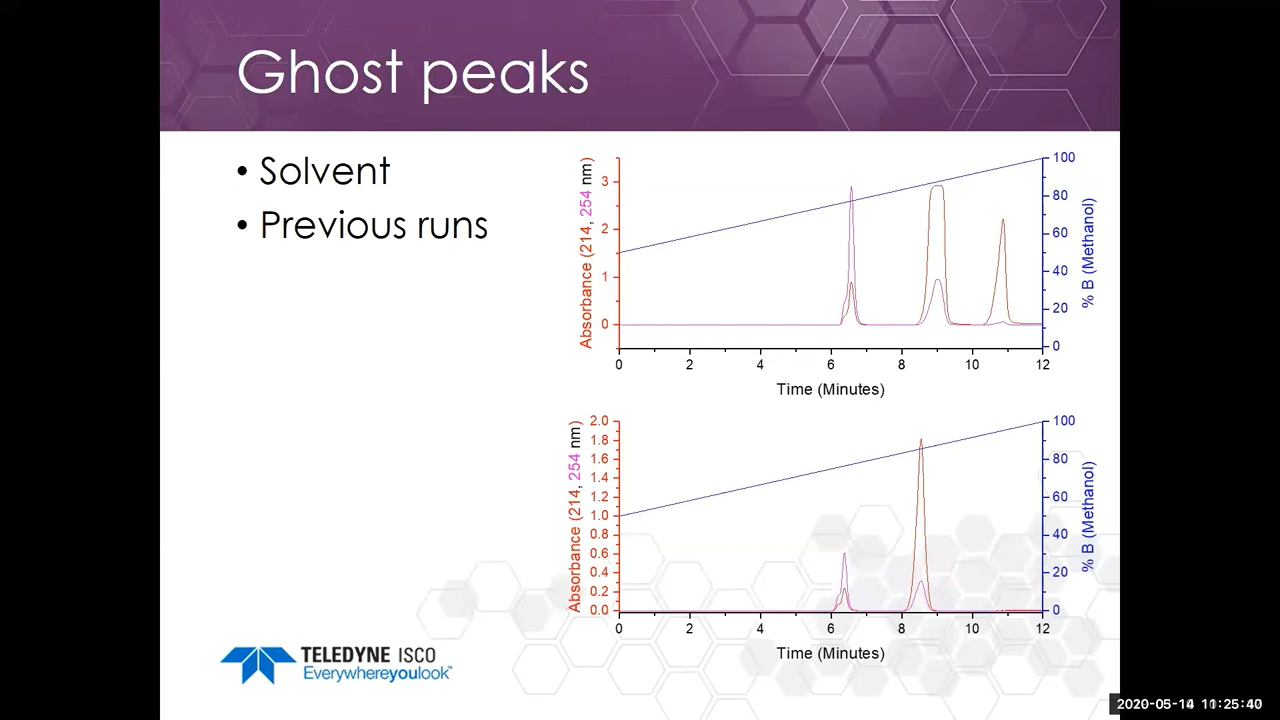 Ghost peaks
• Solvent
• Previous runs
Absorbance (214, 254 nm)
3
2
1
0
100
80
60
40
20
0
% B (Methanol)
0 2 4 6 8 10 12
Time (Minutes)
Absorbance (214, 254 nm)
2.0
1.8
1.6
1.4
1.2
1.0
0.8
0.6
0.4
0.2
0.0
100
80
60
40
20
0
% B (Methanol)
0 2 4 6 8 10 12
Time (Minutes)
TELEDYNE ISCO
Everywhereyoulook™
2020-05-14 11:25:40